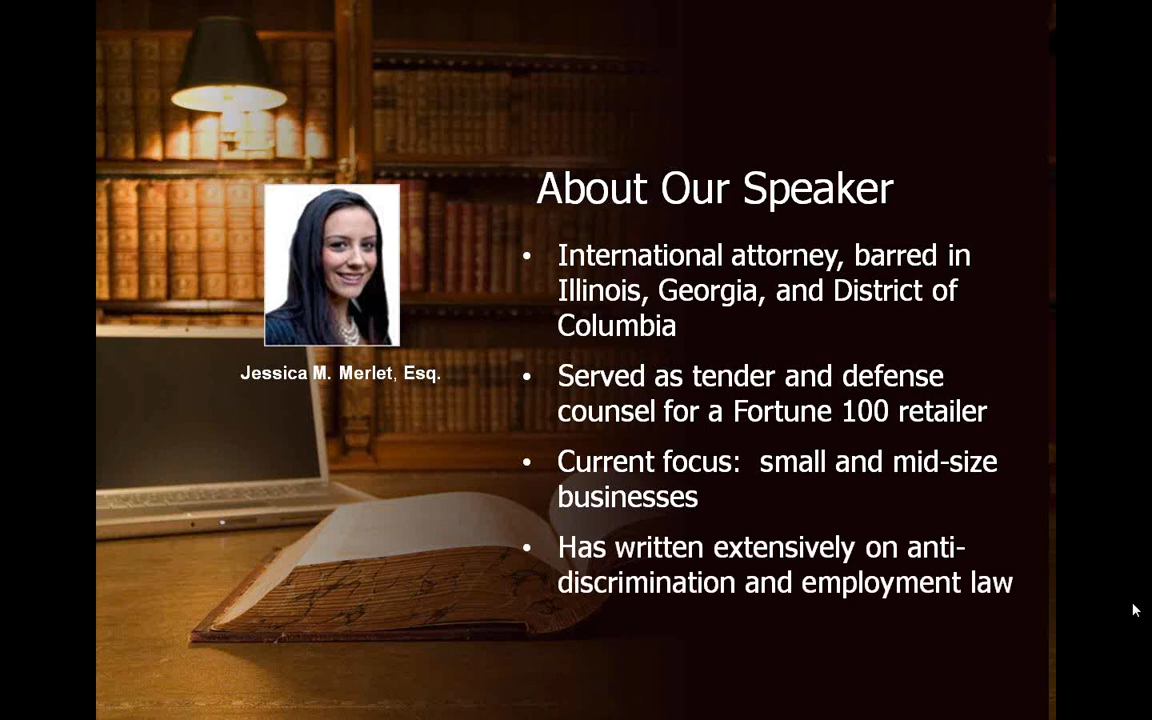 About Our Speaker
• International attorney, barred in
Illinois, Georgia, and District of
Columbia
• Served as tender and defense
counsel for a Fortune 100 retailer
• Current focus:  small and mid-size
businesses
• Has written extensively on anti-
discrimination and employment law
Jessica M. Merlet, Esq.